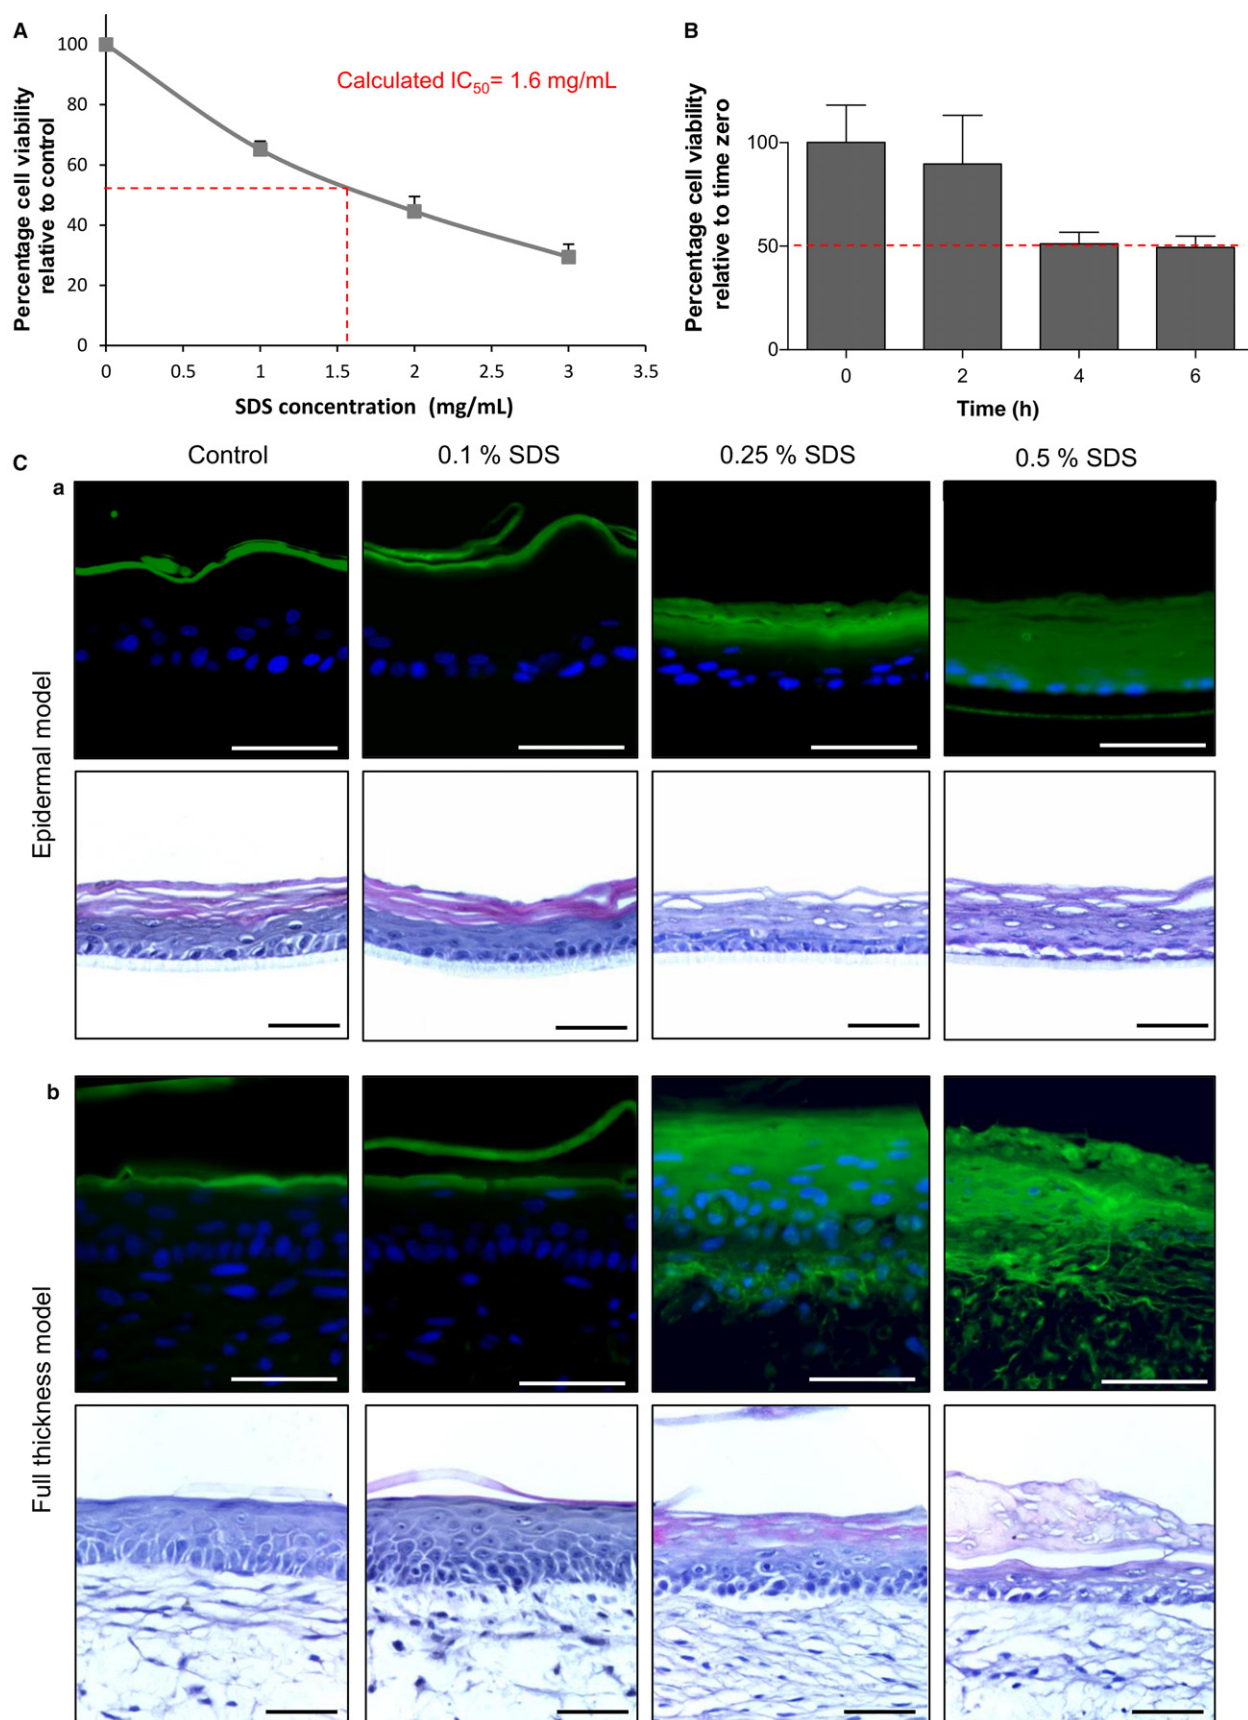 A
Percentage cell viability
relative to control
100
80
60
40
20
0
Calculated IC50= 1.6 mg/mL
0 0.5 1 1.5 2 2.5 3 3.5
SDS concentration (mg/mL)
B
Percentage cell viability
relative to time zero
100
50
0
0 2 4 6
Time (h)
C
Control 0.1 % SDS 0.25 % SDS 0.5 % SDS
a
Epidermal model
b
Full thickness model